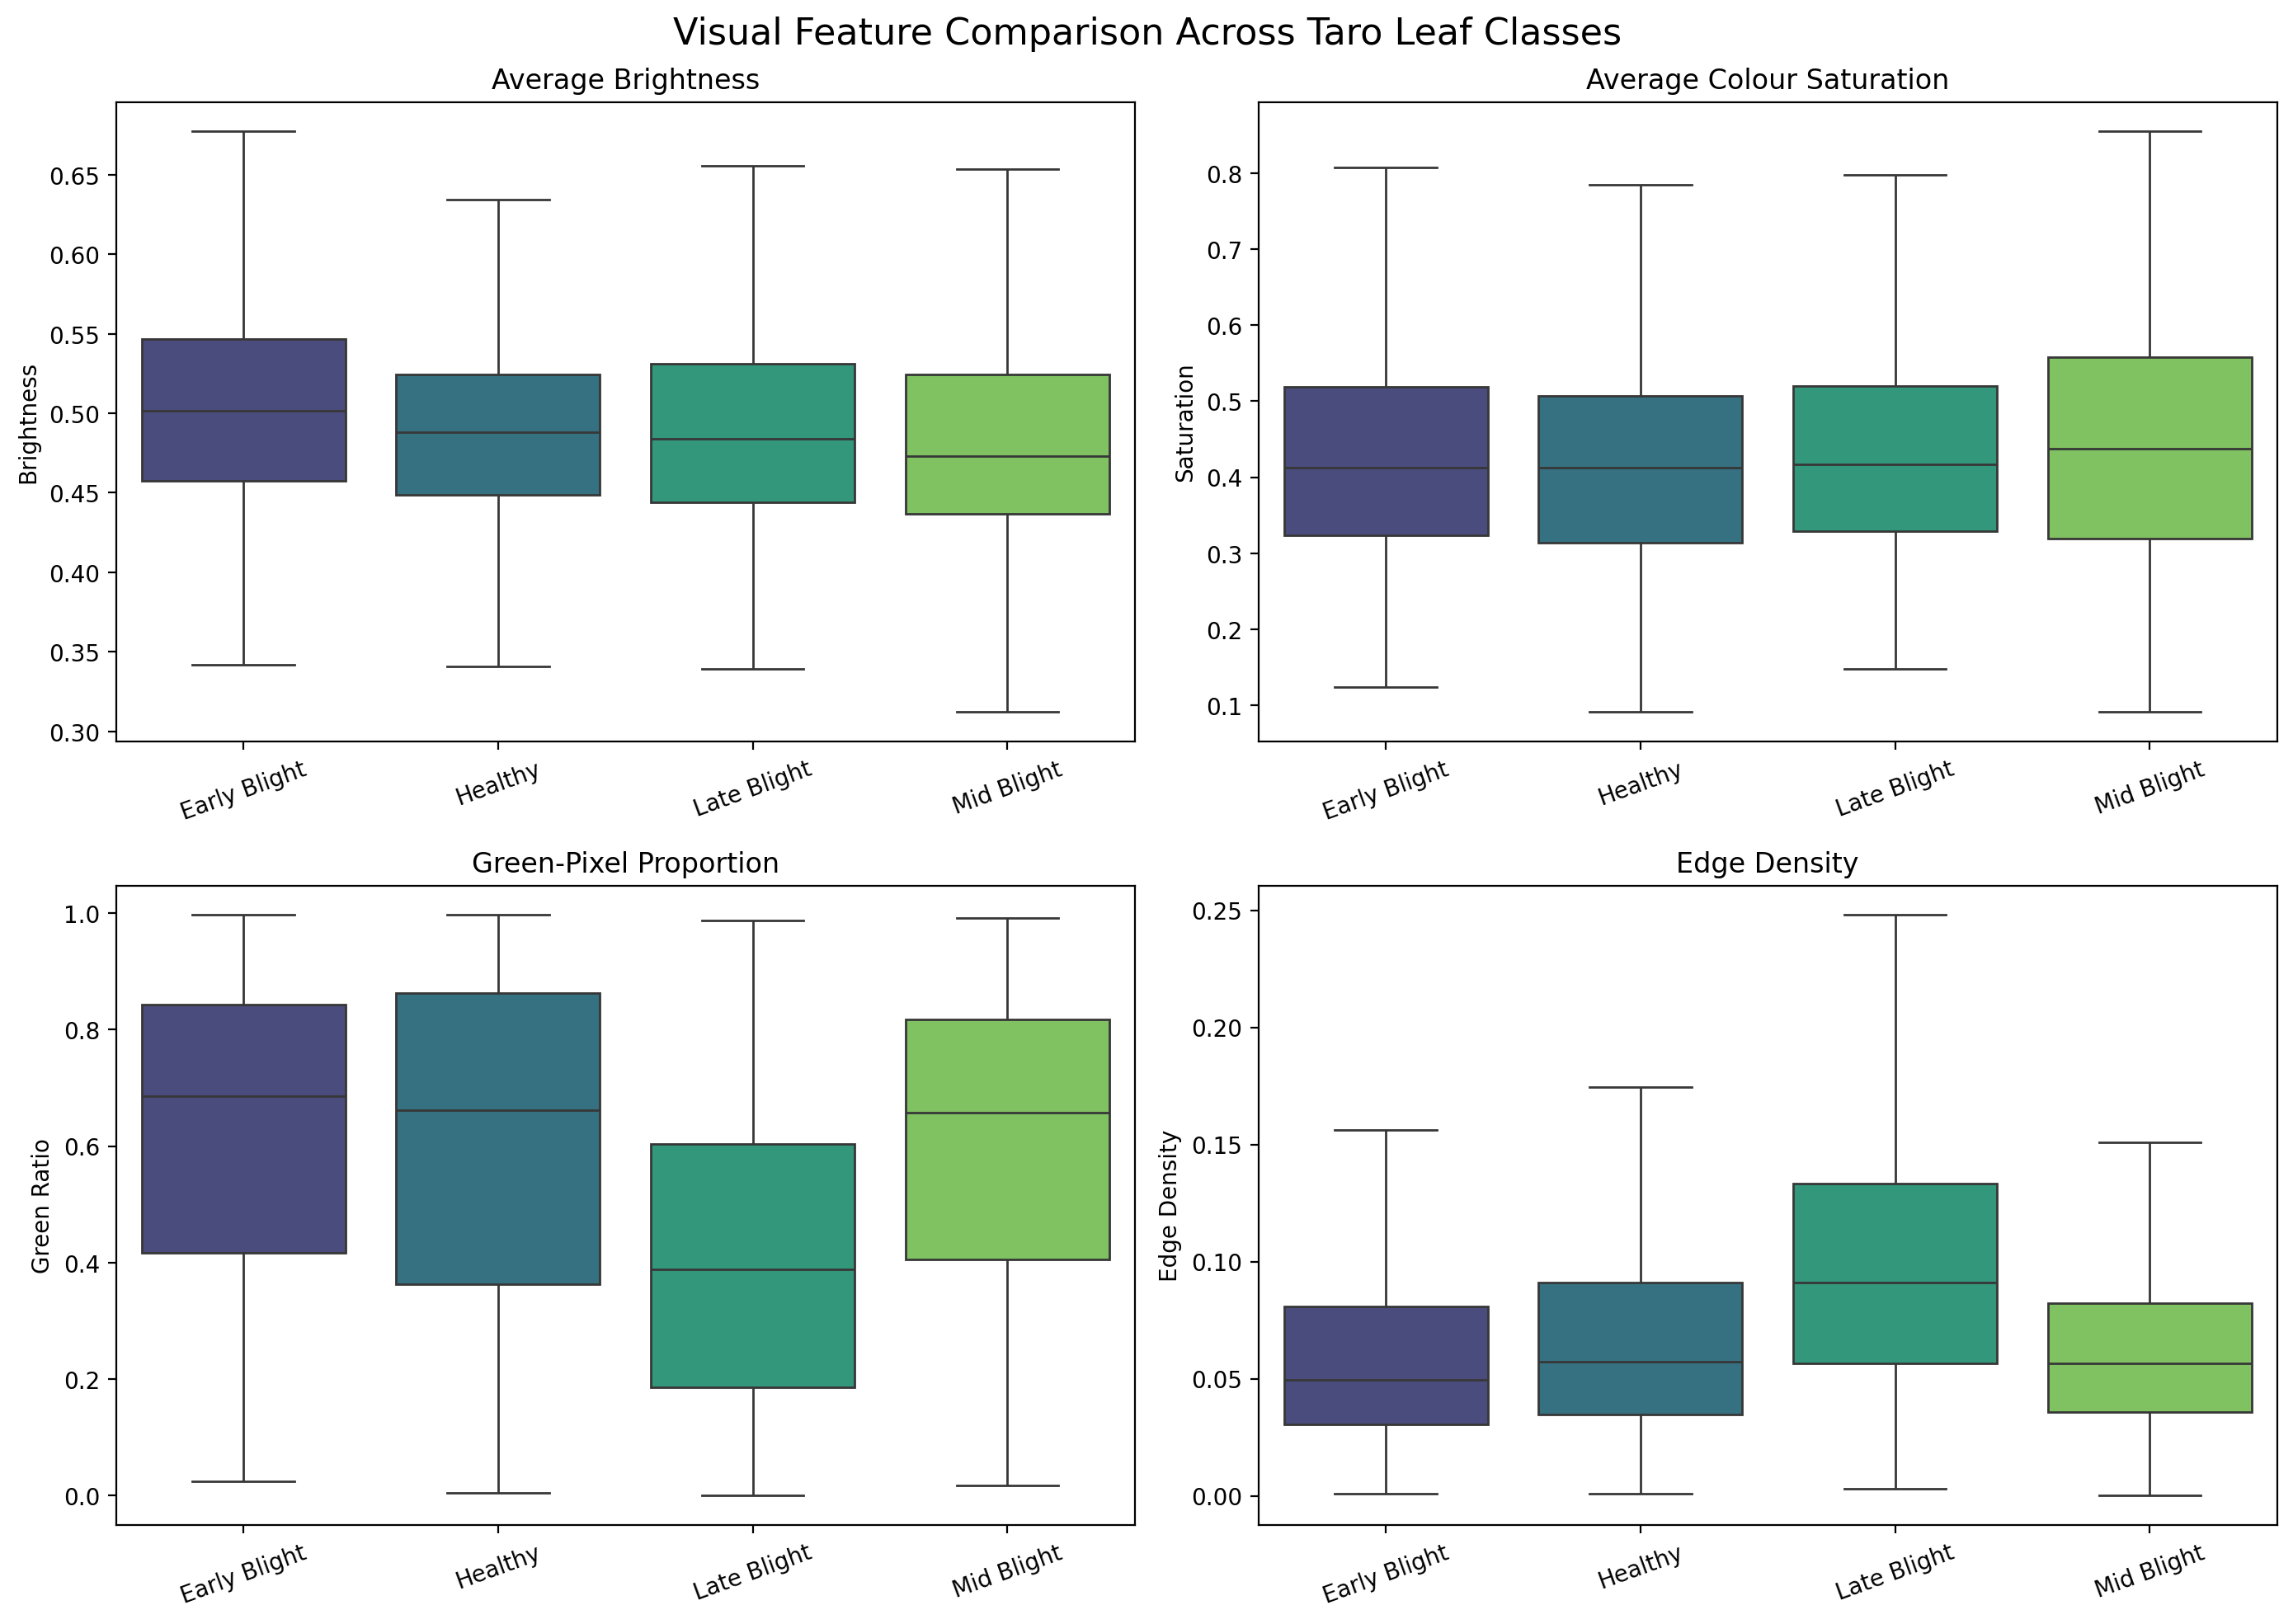 Visual Feature Comparison Across Taro Leaf Classes
Average Brightness
Brightness
0.65
0.60
0.55
0.50
0.45
0.40
0.35
0.30
Early Blight
Healthy
Late Blight
Mid Blight
Average Colour Saturation
Saturation
0.8
0.7
0.6
0.5
0.4
0.3
0.2
0.1
Early Blight
Healthy
Late Blight
Mid Blight
Green-Pixel Proportion
Green Ratio
1.0
0.8
0.6
0.4
0.2
0.0
Early Blight
Healthy
Late Blight
Mid Blight
Edge Density
Edge Density
0.25
0.20
0.15
0.10
0.05
0.00
Early Blight
Healthy
Late Blight
Mid Blight